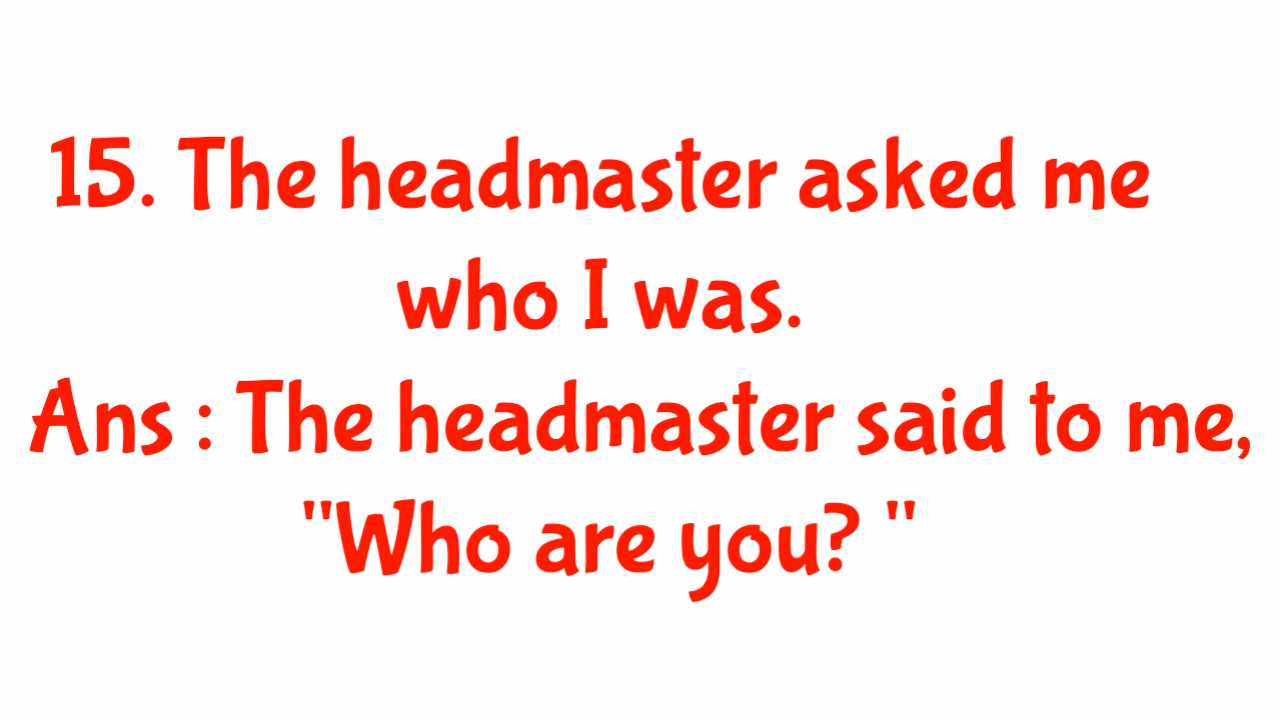 15. The headmaster asked me
who I was.
Ans : The headmaster said to me,
"Who are you? "